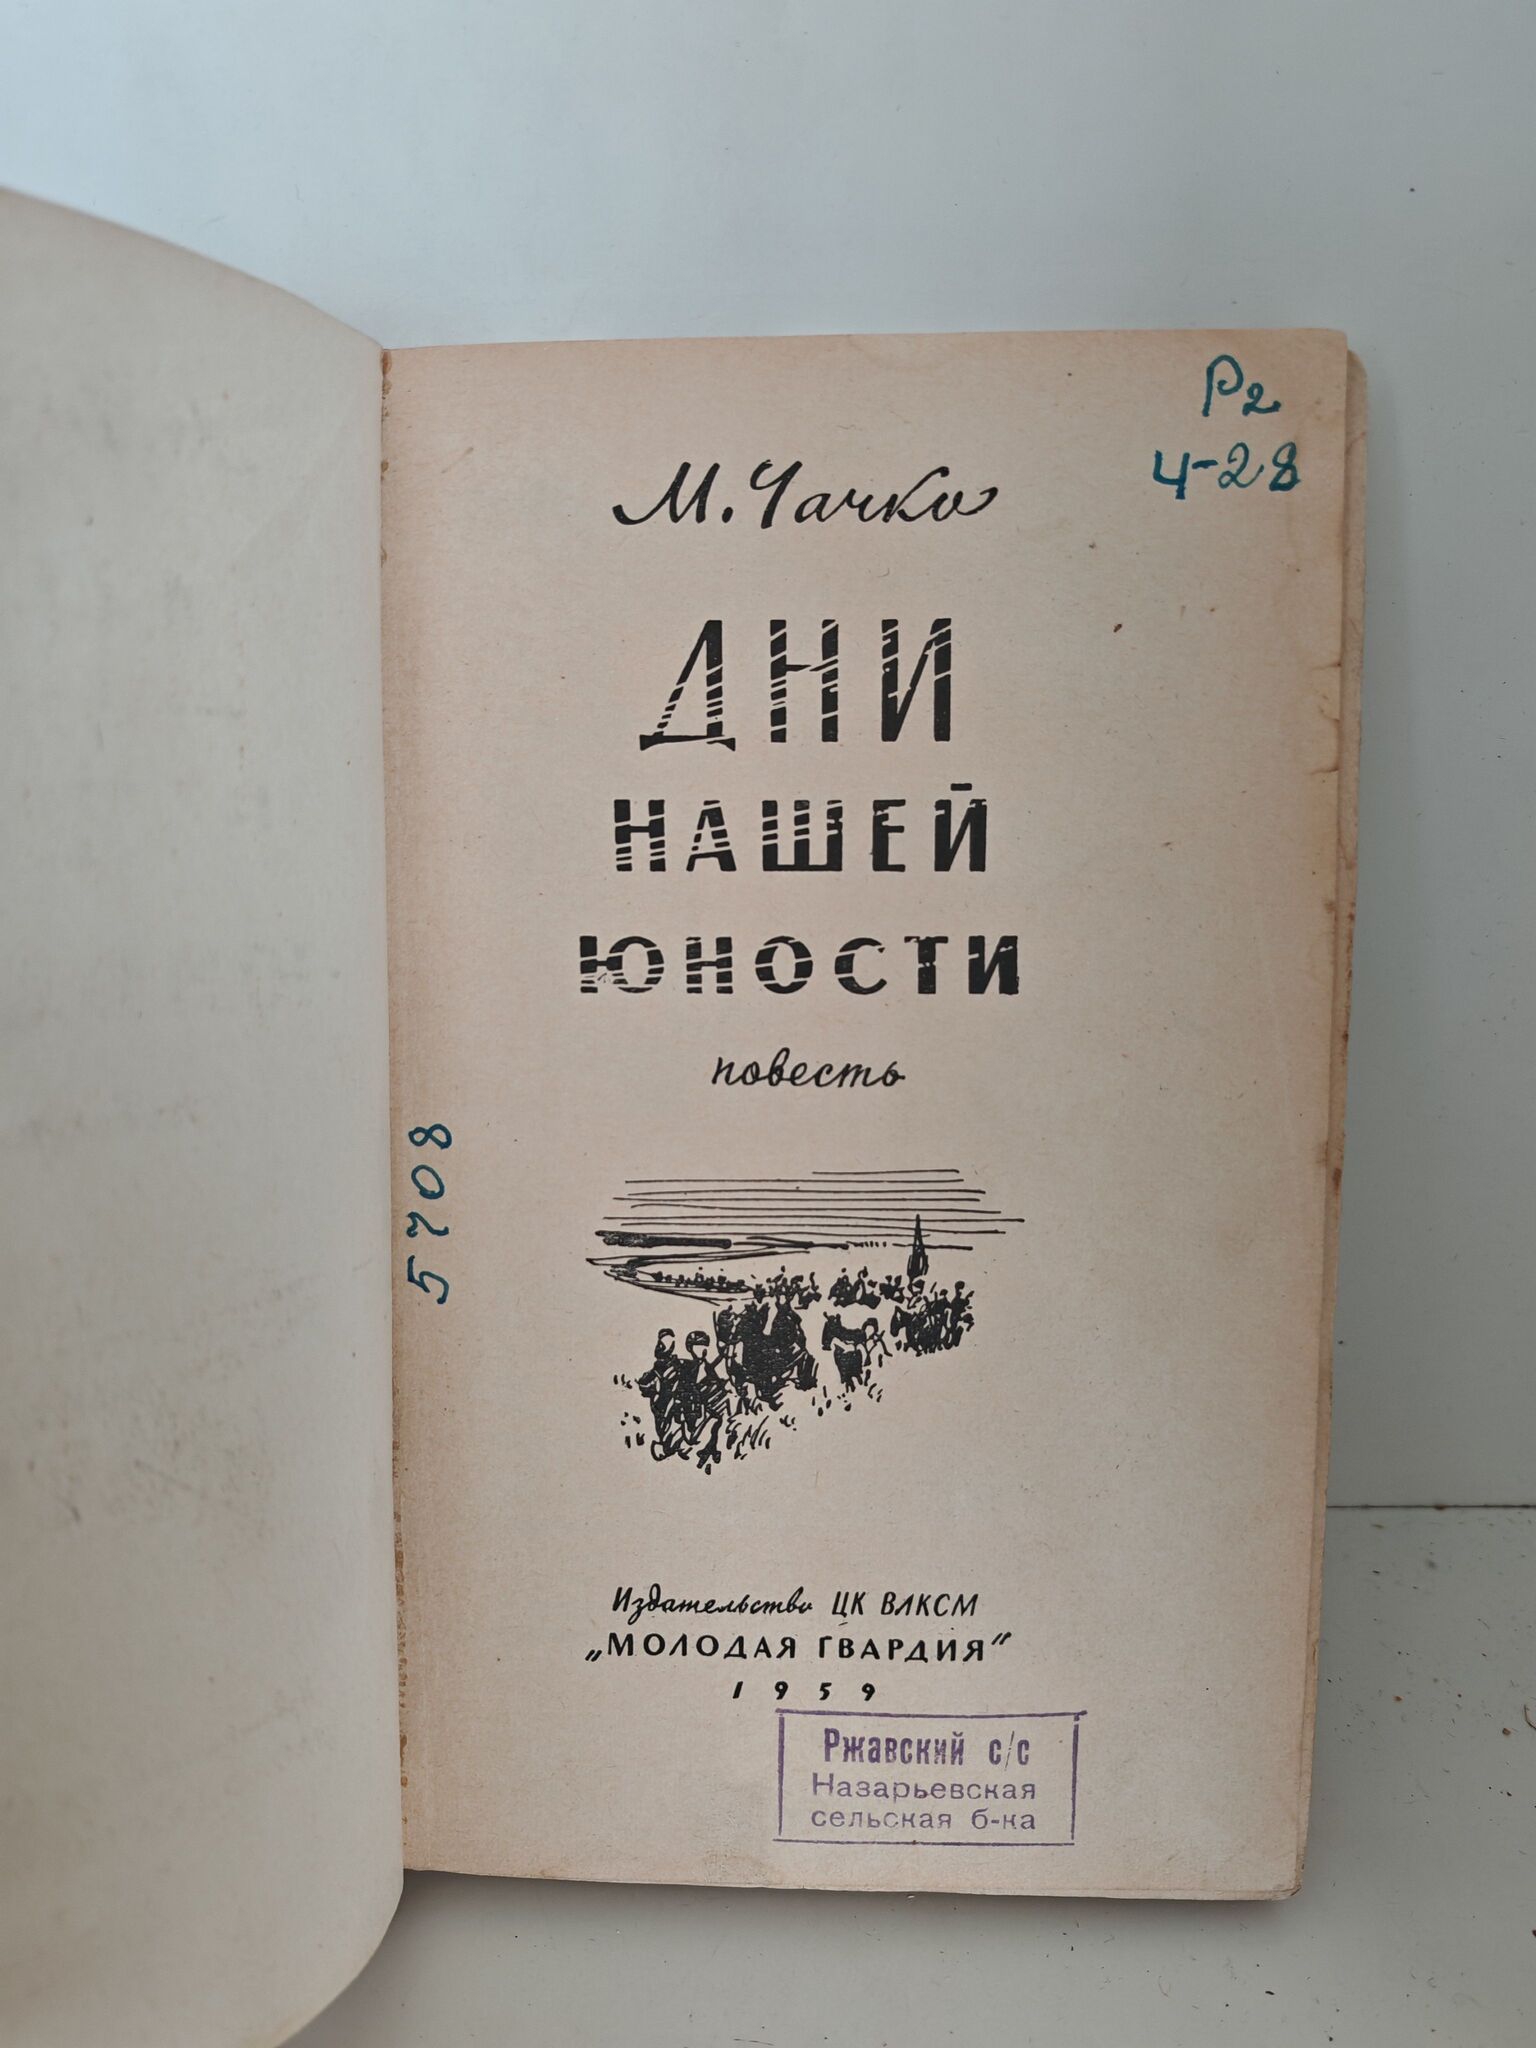 Р2
Ч-28
М. Чачко
ДНИ
НАШЕЙ
ЮНОСТИ
повесть
5708
Издательство ЦК ВЛКСМ
„МОЛОДАЯ ГВАРДИЯ“
1959
Ржавский с/с
Назарьевская
сельская б-ка